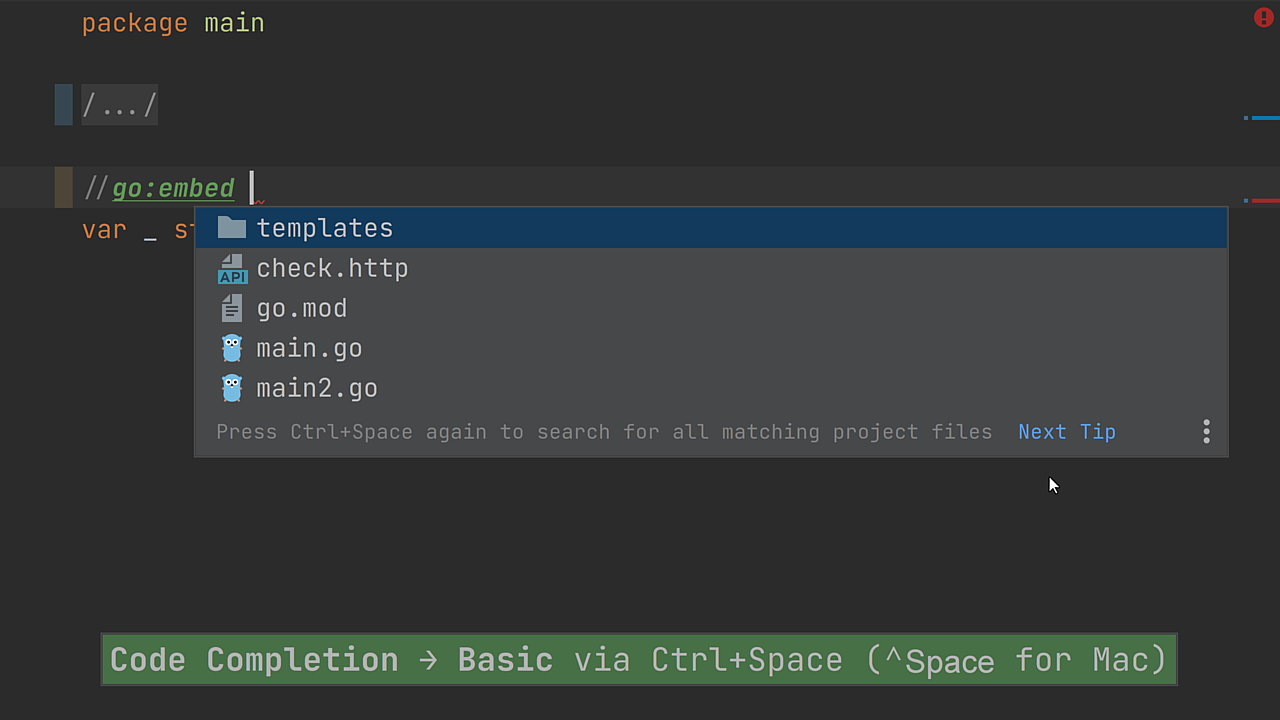 package main
/.../
//go:embed
var _ st
templates
API check.http
go.mod
main.go
main2.go
Press Ctrl+Space again to search for all matching project files Next Tip
Code Completion → Basic via Ctrl+Space (^Space for Mac)